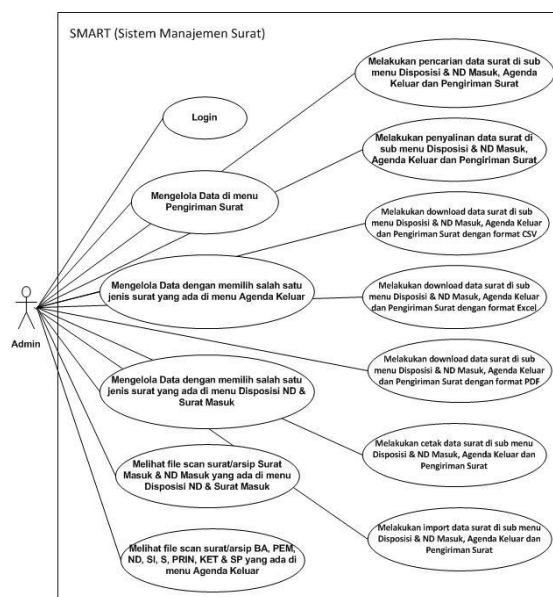 SMART (Sistem Manajemen Surat)
Login
Mengelola Data di menu
Pengiriman Surat
Mengelola Data dengan memilih salah satu
jenis surat yang ada di menu Agenda Keluar
Admin
Mengelola Data dengan memilih salah satu
jenis surat yang ada di menu Disposisi ND &
Surat Masuk
Melihat file scan surat/arsip Surat
Masuk & ND Masuk yang ada di menu
Disposisi ND & Surat Masuk
Melihat file scan surat/arsip BA, PEM,
ND, SI, S, PRIN, KET & SP yang ada di
menu Agenda Keluar
Melakukan pencarian data surat di sub
menu Disposisi & ND Masuk, Agenda
Keluar dan Pengiriman Surat
Melakukan penyalinan data surat di
sub menu Disposisi & ND Masuk,
Agenda Keluar dan Pengiriman Surat
Melakukan download data surat di sub
menu Disposisi & ND Masuk, Agenda Keluar
dan Pengiriman Surat dengan format CSV
Melakukan download data surat di sub
menu Disposisi & ND Masuk, Agenda Keluar
dan Pengiriman Surat dengan format Excel
Melakukan download data surat di sub
menu Disposisi & ND Masuk, Agenda Keluar
dan Pengiriman Surat dengan format PDF
Melakukan cetak data surat di sub menu
Disposisi & ND Masuk, Agenda Keluar dan
Pengiriman Surat
Melakukan import data surat di sub menu
Disposisi & ND Masuk, Agenda Keluar dan
Pengiriman Surat